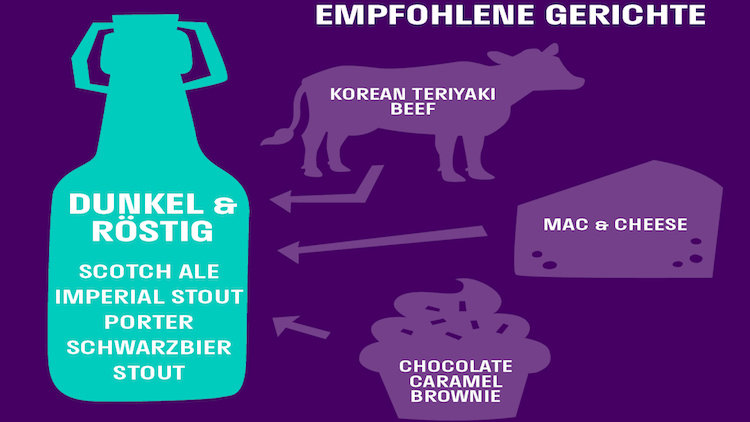 EMPFOHLENE GERICHTE
KOREAN TERIYAKI
BEEF
DUNKEL &
RÖSTIG
SCOTCH ALE
IMPERIAL STOUT
PORTER
SCHWARZBIER
STOUT
MAC & CHEESE
CHOCOLATE
CARAMEL
BROWNIE